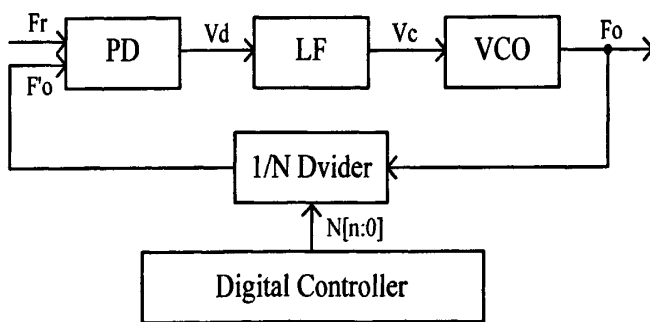 Fr
PD
Vd
LF
Vc
VCO
Fo
F'o
1/N Dvider
N[n:0]
Digital Controller